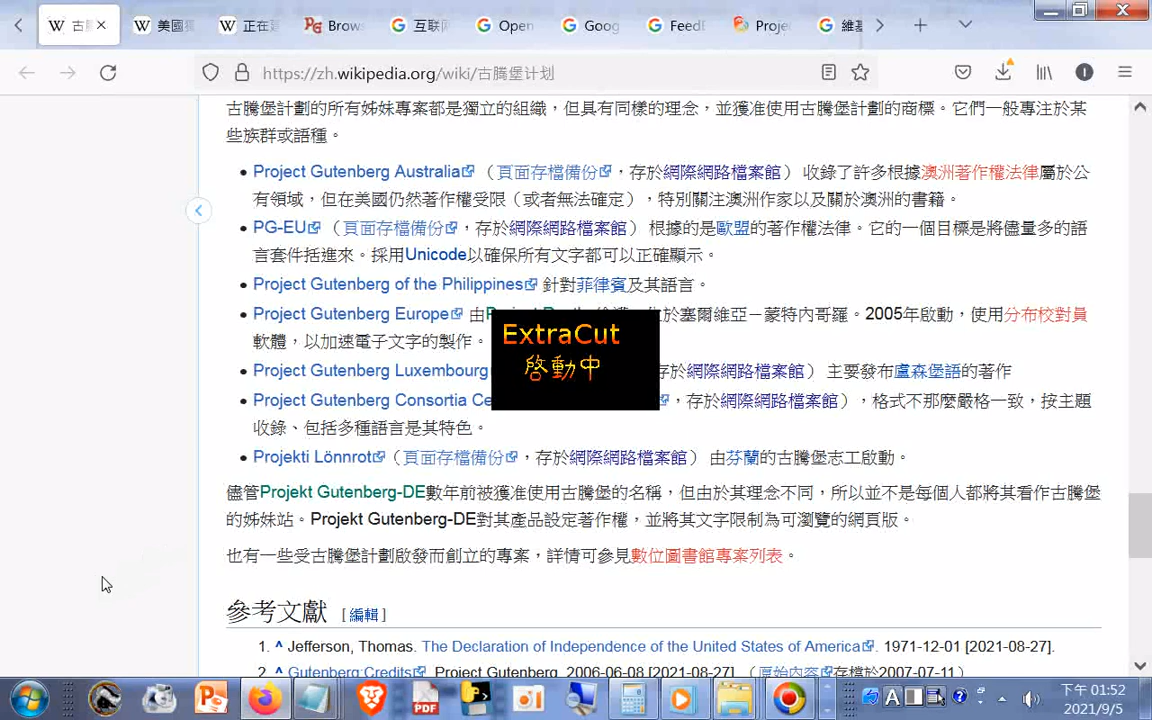 古
美國
正在
Brow
互联
Open
Goog
Feed
Proje
維基
https://zh.wikipedia.org/wiki/古腾堡计划
古騰堡計劃的所有姊妹專案都是獨立的組織，但具有同樣的理念，並獲准使用古騰堡計劃的商標。它們一般專注於某
些族群或語種。
Project Gutenberg Australia （頁面存檔備份，存於網際網路檔案館） 收錄了許多根據澳洲著作權法律屬於公
有領域，但在美國仍然著作權受限（或者無法確定），特別關注澳洲作家以及關於澳洲的書籍。
PG-EU （頁面存檔備份，存於網際網路檔案館） 根據的是歐盟的著作權法律。它的一個目標是將儘量多的語
言套件括進來。採用Unicode以確保所有文字都可以正確顯示。
Project Gutenberg of the Philippines 針對菲律賓及其語言。
Project Gutenberg Europe 由 於塞爾維亞－蒙特內哥羅。2005年啟動，使用分布校對員
軟體，以加速電子文字的製作。
ExtraCut
啓動中
Project Gutenberg Luxembourg 存於網際網路檔案館） 主要發布盧森堡語的著作
Project Gutenberg Consortia Ce ，存於網際網路檔案館），格式不那麼嚴格一致，按主題
收錄、包括多種語言是其特色。
Projekti Lönnrot（頁面存檔備份，存於網際網路檔案館） 由芬蘭的古騰堡志工啟動。
儘管Projekt Gutenberg-DE數年前被獲准使用古騰堡的名稱，但由於其理念不同，所以並不是每個人都將其看作古騰堡
的姊妹站。Projekt Gutenberg-DE對其產品設定著作權，並將其文字限制為可瀏覽的網頁版。
也有一些受古騰堡計劃啟發而創立的專案，詳情可參見數位圖書館專案列表。
參考文獻 [編輯]
1. ^ Jefferson, Thomas. The Declaration of Independence of the United States of America. 1971-12-01 [2021-08-27].
2. ^ Gutenberg:Credits. Project Gutenberg. 2006-06-08 [2021-08-27]. （原始內容存檔於2007-07-11）
下午 01:52
2021/9/5